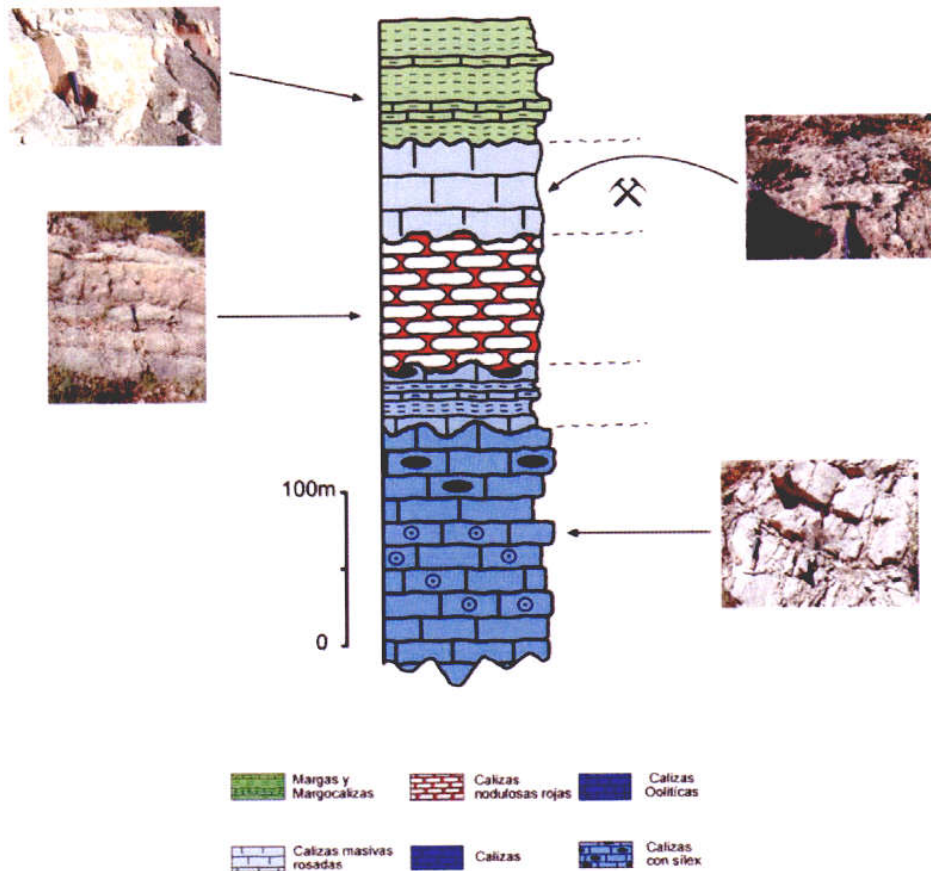 100m
0
Margas y
Margocalizas
Calizas
nodulosas rojas
Calizas
Oolíticas
Calizas masivas
rosadas
Calizas
Calizas
con sílex